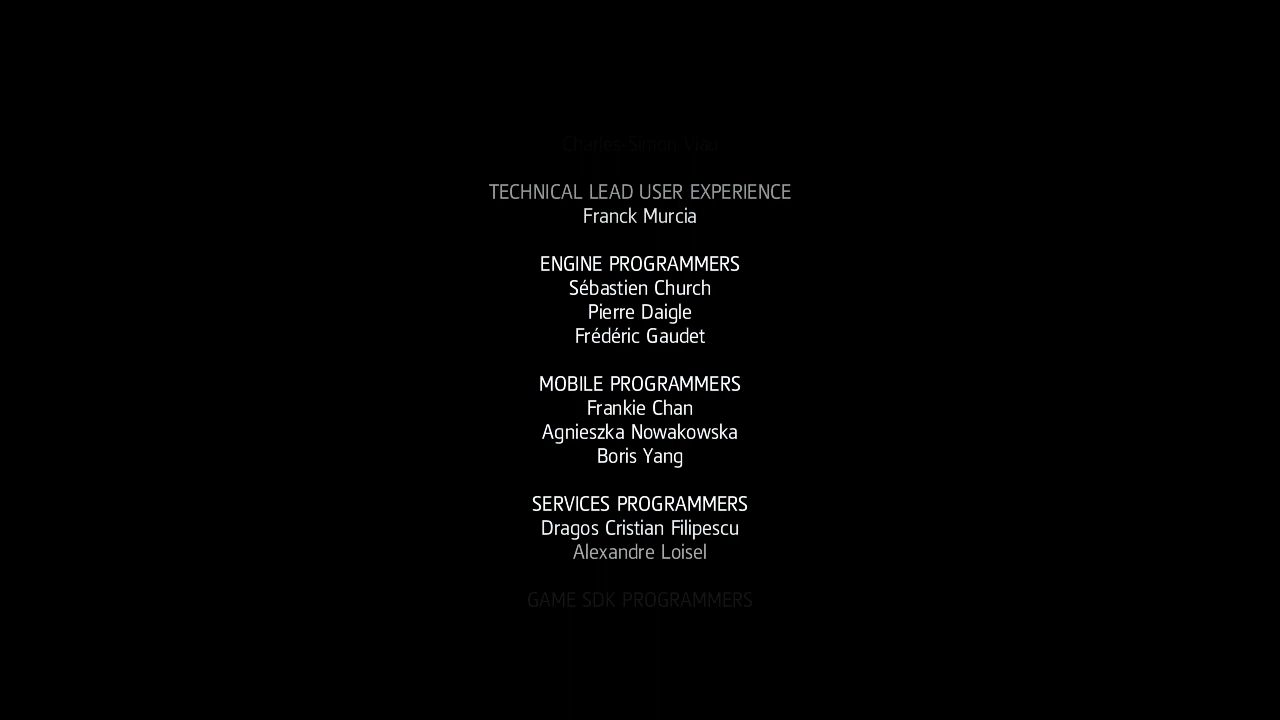 Charles-Simon Viau
TECHNICAL LEAD USER EXPERIENCE
Franck Murcia
ENGINE PROGRAMMERS
Sébastien Church
Pierre Daigle
Frédéric Gaudet
MOBILE PROGRAMMERS
Frankie Chan
Agnieszka Nowakowska
Boris Yang
SERVICES PROGRAMMERS
Dragos Cristian Filipescu
Alexandre Loisel
GAME SDK PROGRAMMERS